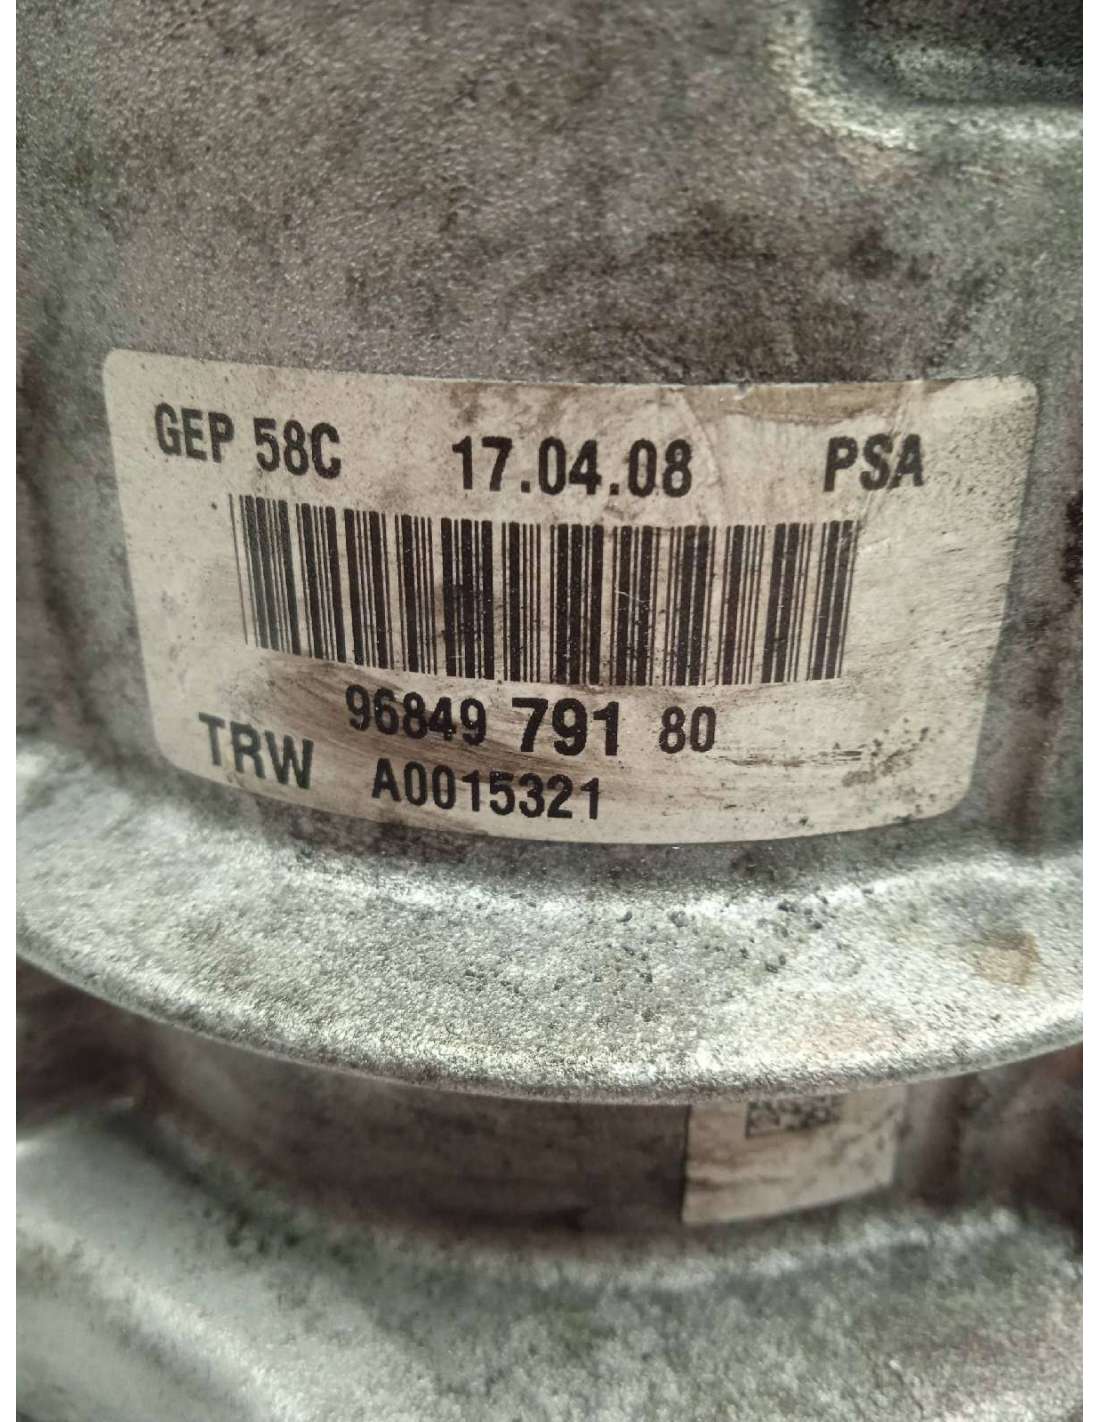 GEP 58C 17.04.08 PSA
96849 791 80
TRW A0015321